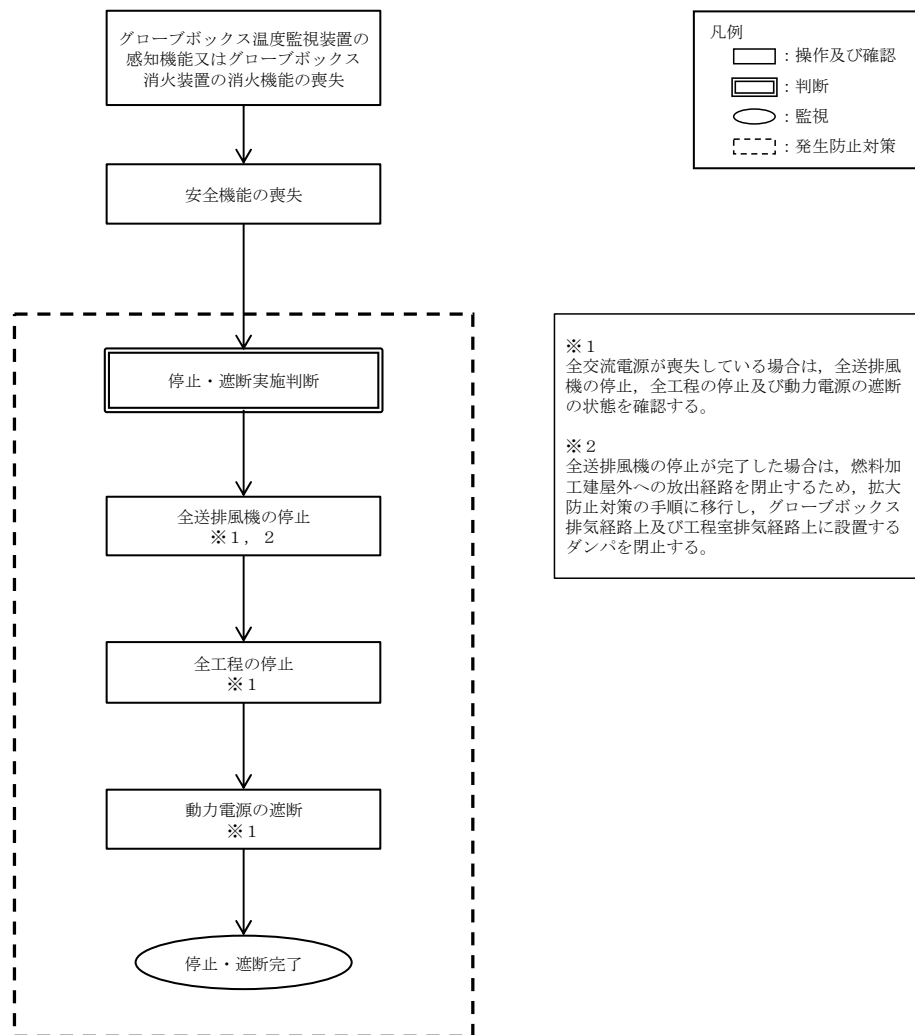 グローブボックス温度監視装置の
感知機能又はグローブボックス
消火装置の消火機能の喪失
安全機能の喪失
停止・遮断実施判断
全送排風機の停止
※1，2
全工程の停止
※1
動力電源の遮断
※1
停止・遮断完了
凡例
：操作及び確認
：判断
：監視
：発生防止対策
※1
全交流電源が喪失している場合は，全送排風
機の停止，全工程の停止及び動力電源の遮断
の状態を確認する。
※2
全送排風機の停止が完了した場合は，燃料加
工建屋外への放出経路を閉止するため，拡大
防止対策の手順に移行し，グローブボックス
排気経路上及び工程室排気経路上に設置する
ダンパを閉止する。